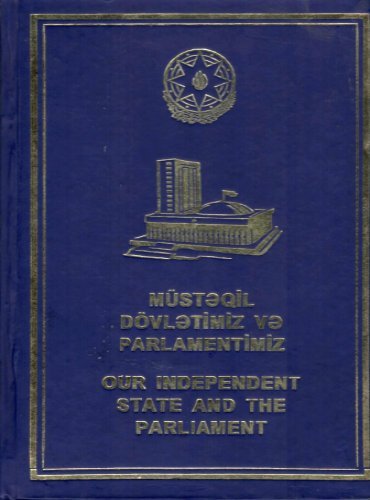 MÜSTƏQİL
DÖVLƏTİMİZ VƏ
PARLAMENTİMİZ
OUR INDEPENDENT
STATE AND THE
PARLIAMENT